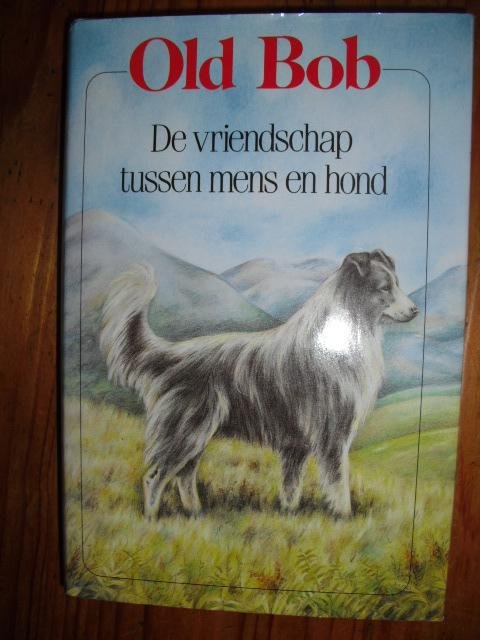 Old Bob
De vriendschap
tussen mens en hond